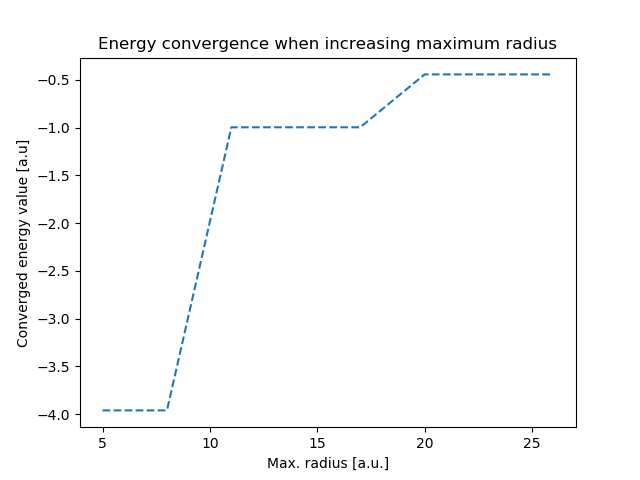 Energy convergence when increasing maximum radius
−0.5
−1.0
−1.5
−2.0
−2.5
−3.0
−3.5
−4.0
Converged energy value [a.u]
5 10 15 20 25
Max. radius [a.u.]